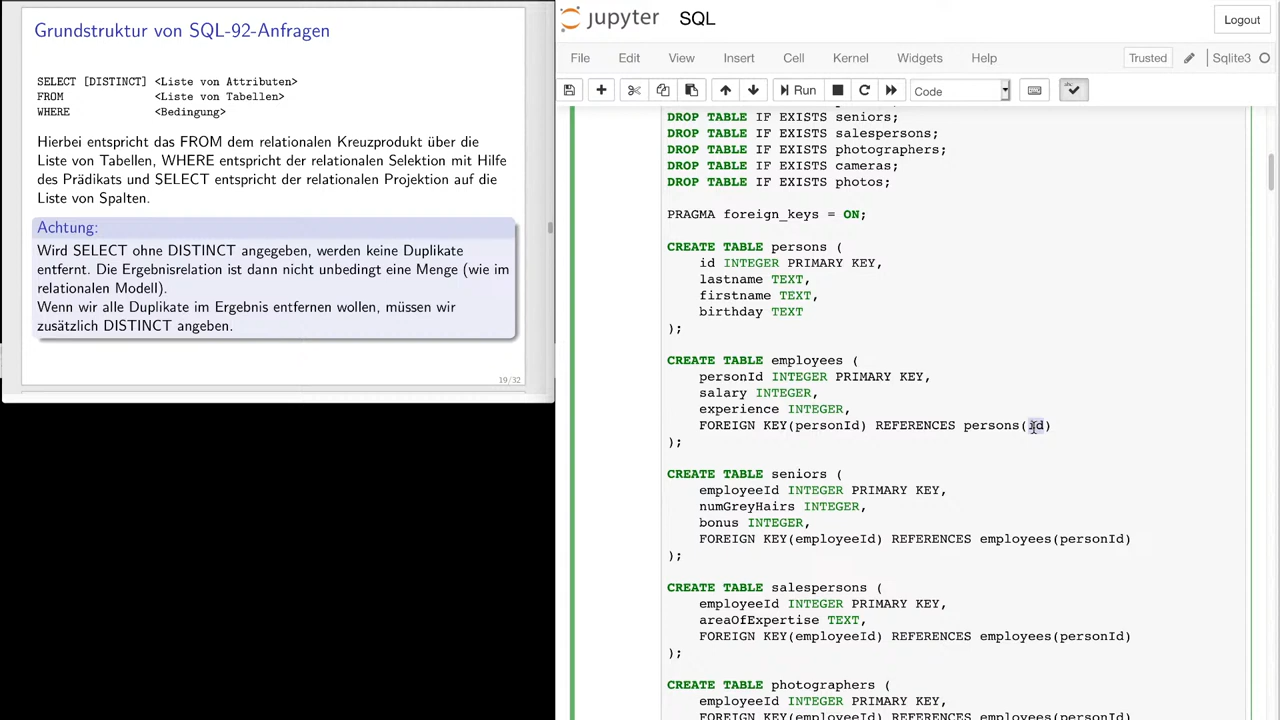 Grundstruktur von SQL-92-Anfragen
SELECT [DISTINCT] <Liste von Attributen>
FROM <Liste von Tabellen>
WHERE <Bedingung>
Hierbei entspricht das FROM dem relationalen Kreuzprodukt über die
Liste von Tabellen, WHERE entspricht der relationalen Selektion mit Hilfe
des Prädikats und SELECT entspricht der relationalen Projektion auf die
Liste von Spalten.
Achtung:
Wird SELECT ohne DISTINCT angegeben, werden keine Duplikate
entfernt. Die Ergebnisrelation ist dann nicht unbedingt eine Menge (wie im
relationalen Modell).
Wenn wir alle Duplikate im Ergebnis entfernen wollen, müssen wir
zusätzlich DISTINCT angeben.
19/32
jupyter SQL
Logout
File Edit View Insert Cell Kernel Widgets Help
Trusted
Sqlite3
Run
Code
DROP TABLE IF EXISTS seniors;
DROP TABLE IF EXISTS salespersons;
DROP TABLE IF EXISTS photographers;
DROP TABLE IF EXISTS cameras;
DROP TABLE IF EXISTS photos;
PRAGMA foreign_keys = ON;
CREATE TABLE persons (
id INTEGER PRIMARY KEY,
lastname TEXT,
firstname TEXT,
birthday TEXT
);
CREATE TABLE employees (
personId INTEGER PRIMARY KEY,
salary INTEGER,
experience INTEGER,
FOREIGN KEY(personId) REFERENCES persons(id)
);
CREATE TABLE seniors (
employeeId INTEGER PRIMARY KEY,
numGreyHairs INTEGER,
bonus INTEGER,
FOREIGN KEY(employeeId) REFERENCES employees(personId)
);
CREATE TABLE salespersons (
employeeId INTEGER PRIMARY KEY,
areaOfExpertise TEXT,
FOREIGN KEY(employeeId) REFERENCES employees(personId)
);
CREATE TABLE photographers (
employeeId INTEGER PRIMARY KEY,
FOREIGN KEY(employeeId) REFERENCES employees(personId)